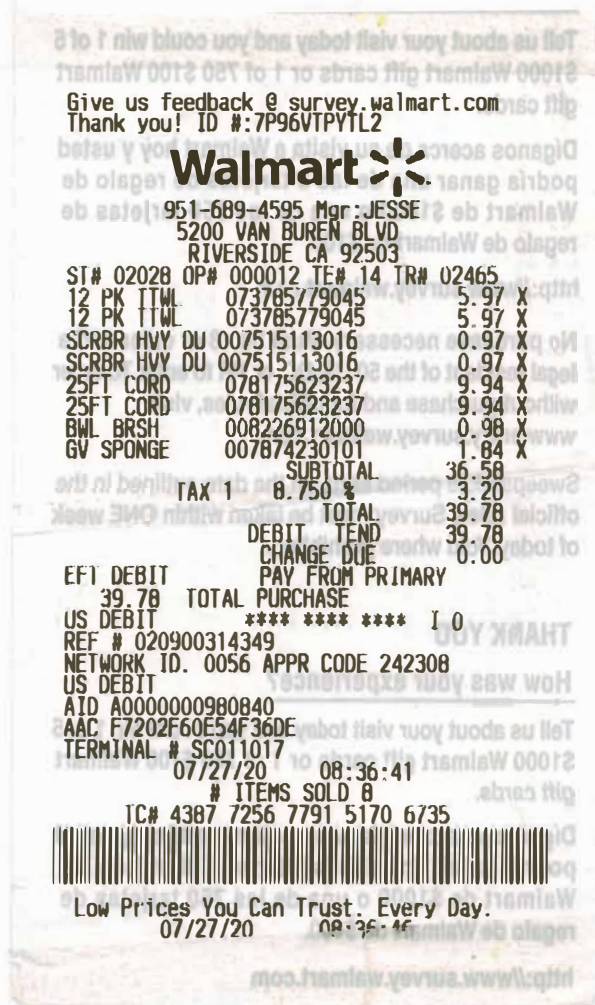 Give us feedback @ survey.walmart.com
Thank you! ID #:7P96VTPYTL2
Walmart
951-689-4595 Mgr:JESSE
5200 VAN BUREN BLVD
RIVERSIDE CA 92503
ST# 02028 OP# 000012 TE# 14 TR# 02465
12 PK TTWL 073785779045 5.97 X
12 PK TTWL 073785779045 5.97 X
SCRBR HVY DU 007515113016 0.97 X
SCRBR HVY DU 007515113016 0.97 X
25FT CORD 078175623237 9.94 X
25FT CORD 078175623237 9.94 X
BWL BRSH 008226912000 0.98 X
GV SPONGE 007874230101 1.84 X
SUBTOTAL 36.58
TAX 1 8.750 % 3.20
TOTAL 39.78
DEBIT TEND 39.78
CHANGE DUE 0.00
EFT DEBIT PAY FROM PRIMARY
39.78 TOTAL PURCHASE
US DEBIT **** **** **** I 0
REF # 020900314349
NETWORK ID. 0056 APPR CODE 242308
US DEBIT
AID A0000000980840
AAC F7202F60E54F36DE
TERMINAL # SC011017
07/27/20 08:36:41
# ITEMS SOLD 8
TC# 4387 7256 7791 5170 6735
Low Prices You Can Trust. Every Day.
07/27/20 08:36:46